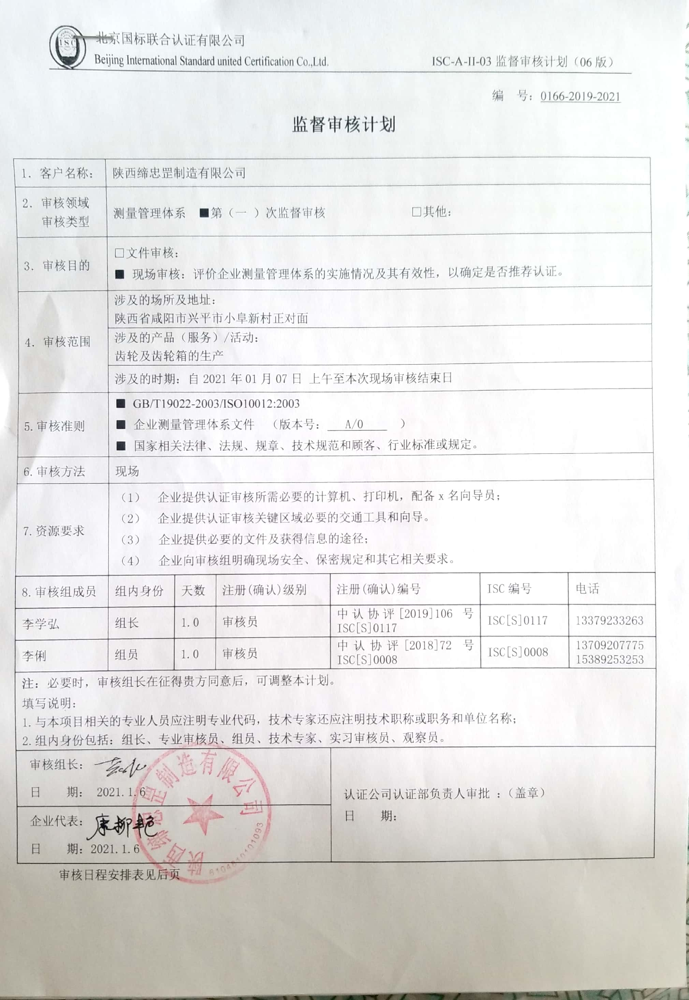 ISC
北京国标联合认证有限公司
Beijing International Standard united Certification Co.,Ltd.
ISC-A-II-03 监督审核计划（06 版）
编 号：0166-2019-2021
监督审核计划
1. 客户名称：
陕西缔忠罡制造有限公司
2. 审核领域
审核类型
测量管理体系 ■第（一 ）次监督审核 □其他：
3. 审核目的
□文件审核：
■ 现场审核：评价企业测量管理体系的实施情况及其有效性，以确定是否推荐认证。
4. 审核范围
涉及的场所及地址：
陕西省咸阳市兴平市小阜新村正对面
涉及的产品（服务）/活动：
齿轮及齿轮箱的生产
涉及的时期：自 2021 年 01 月 07 日 上午至本次现场审核结束日
5.审核准则
■ GB/T19022-2003/ISO10012:2003
■ 企业测量管理体系文件 （版本号： A/0 ）
■ 国家相关法律、法规、规章、技术规范和顾客、行业标准或规定。
6.审核方法
现场
7.资源要求
（1） 企业提供认证审核所需必要的计算机、打印机，配备 x 名向导员；
（2） 企业提供认证审核关键区域必要的交通工具和向导。
（3） 企业提供必要的文件及获得信息的途径；
（4） 企业向审核组明确现场安全、保密规定和其它相关要求。
8.审核组成员 组内身份 天数 注册(确认)级别 注册(确认)编号 ISC 编号 电话
李学弘 组长 1.0 审核员 中认协评[2019]106 号 ISC[S]0117 13379233263
ISC[S]0117
李俐 组员 1.0 审核员 中认协评[2018]72 号 ISC[S]0008 13709207775
ISC[S]0008 15389253253
注：必要时，审核组长在征得贵方同意后，可调整本计划。
填写说明：
1.与本项目相关的专业人员应注明专业代码，技术专家还应注明技术职称或职务和单位名称；
2.组内身份包括：组长、专业审核员、组员、技术专家、实习审核员、观察员。
审核组长：
日 期： 2021.1.6
企业代表：康柳艳
日 期：2021.1.6
认证公司认证部负责人审批 ：（盖章）
日 期：
陕西缔忠罡制造有限公司
审核日程安排表见后页